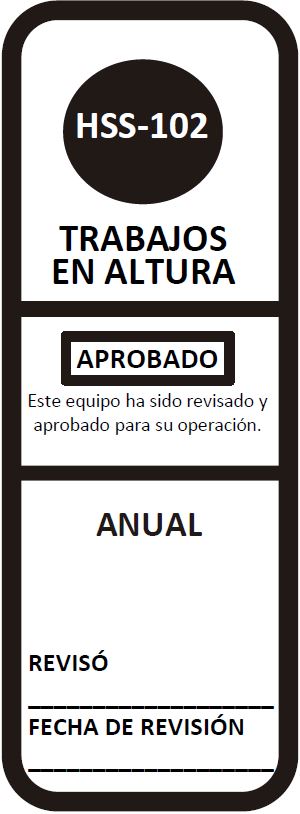 HSS-102
TRABAJOS
EN ALTURA
APROBADO
Este equipo ha sido revisado y
aprobado para su operación.
ANUAL
REVISÓ
FECHA DE REVISIÓN